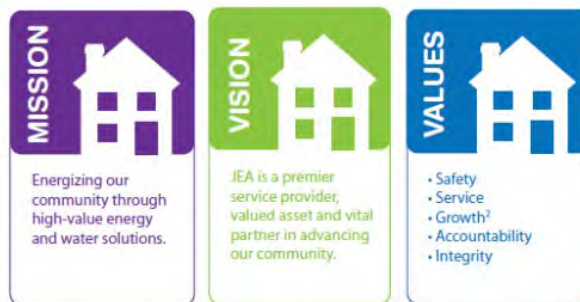 MISSION
Energizing our
community through
high-value energy
and water solutions.
VISION
JEA is a premier
service provider,
valued asset and vital
partner in advancing
our community.
VALUES
• Safety
• Service
• Growth²
• Accountability
• Integrity